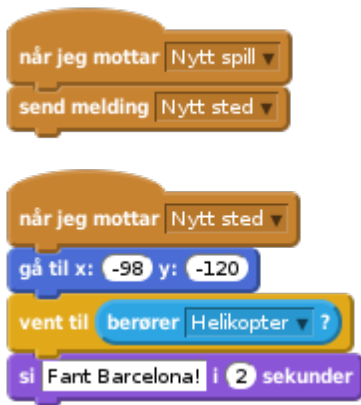 når jeg mottar Nytt spill
send melding Nytt sted
når jeg mottar Nytt sted
gå til x: -98 y: -120
vent til berører Helikopter ?
si Fant Barcelona! i 2 sekunder